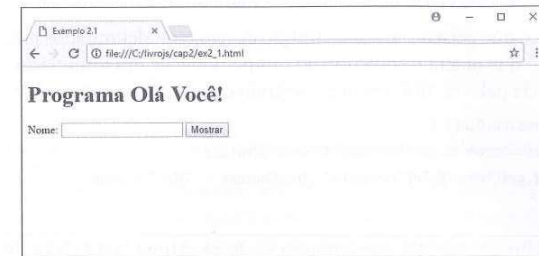 Exemplo 2.1
file:///C:/livrojs/cap2/ex2_1.html
Programa Olá Você!
Nome: Mostrar